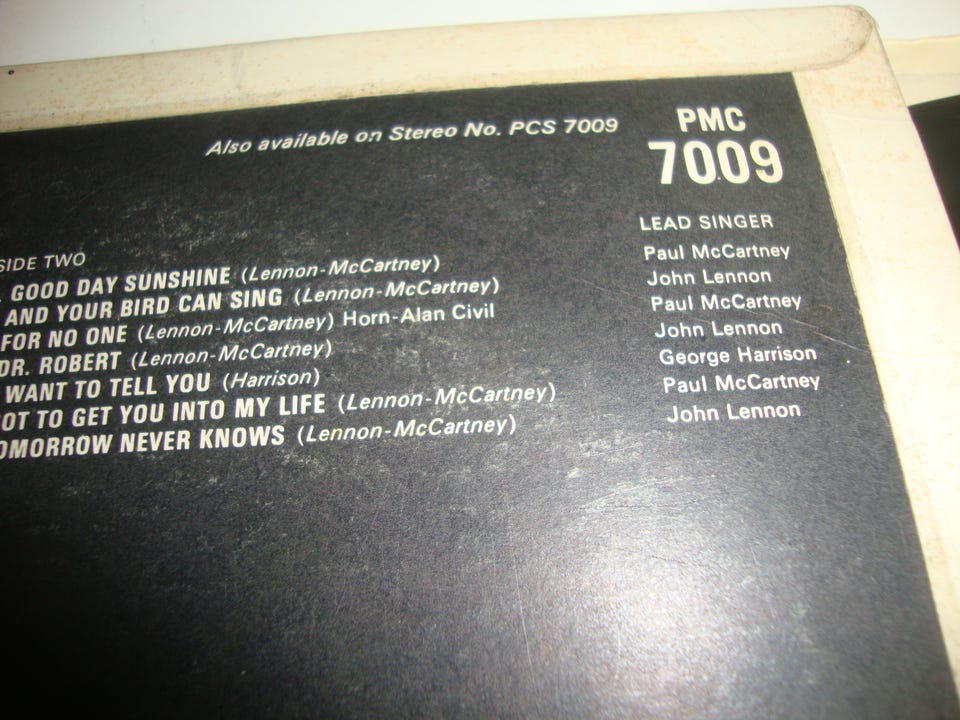 Also available on Stereo No. PCS 7009
PMC
7009
LEAD SINGER
SIDE TWO
GOOD DAY SUNSHINE (Lennon-McCartney) Paul McCartney
AND YOUR BIRD CAN SING (Lennon-McCartney) John Lennon
FOR NO ONE (Lennon-McCartney) Horn-Alan Civil Paul McCartney
DR. ROBERT (Lennon-McCartney) John Lennon
WANT TO TELL YOU (Harrison) George Harrison
OT TO GET YOU INTO MY LIFE (Lennon-McCartney) Paul McCartney
OMORROW NEVER KNOWS (Lennon-McCartney) John Lennon